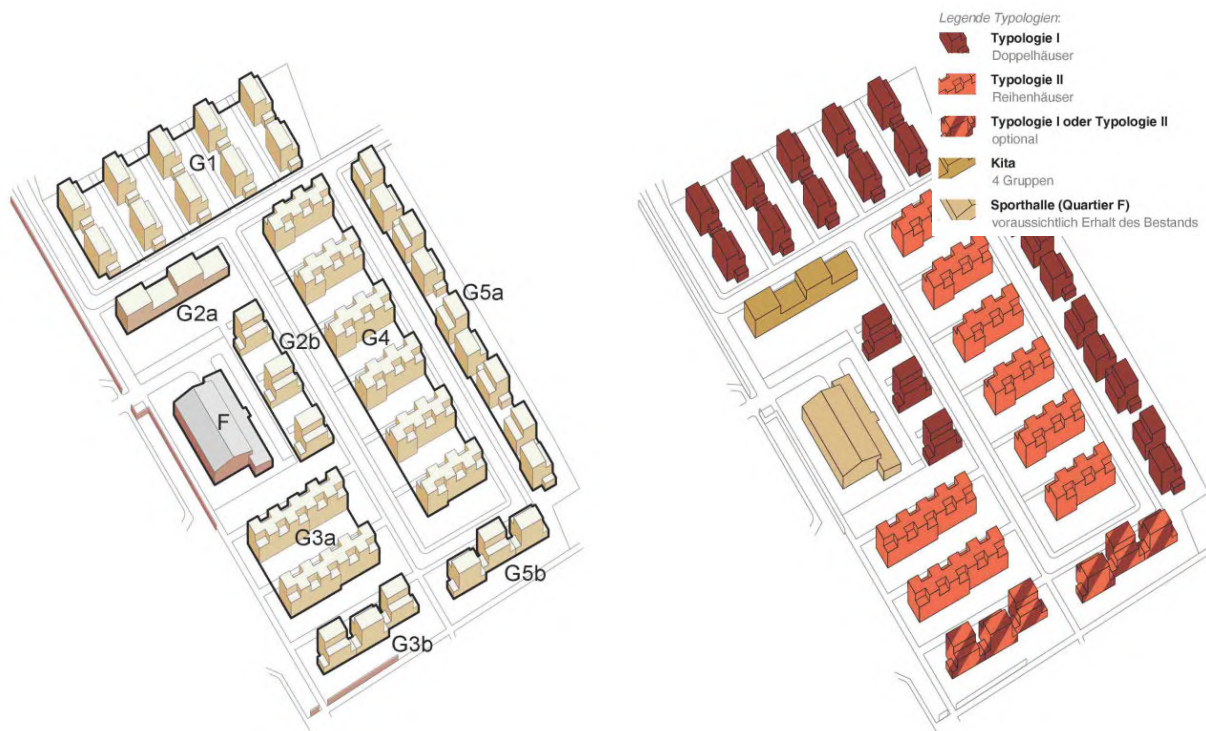 G1
G2a
G2b
G5a
G4
F
G3a
G5b
G3b
Legende Typologien:
Typologie I
Doppelhäuser
Typologie II
Reihenhäuser
Typologie I oder Typologie II
optional
Kita
4 Gruppen
Sporthalle (Quartier F)
voraussichtlich Erhalt des Bestands